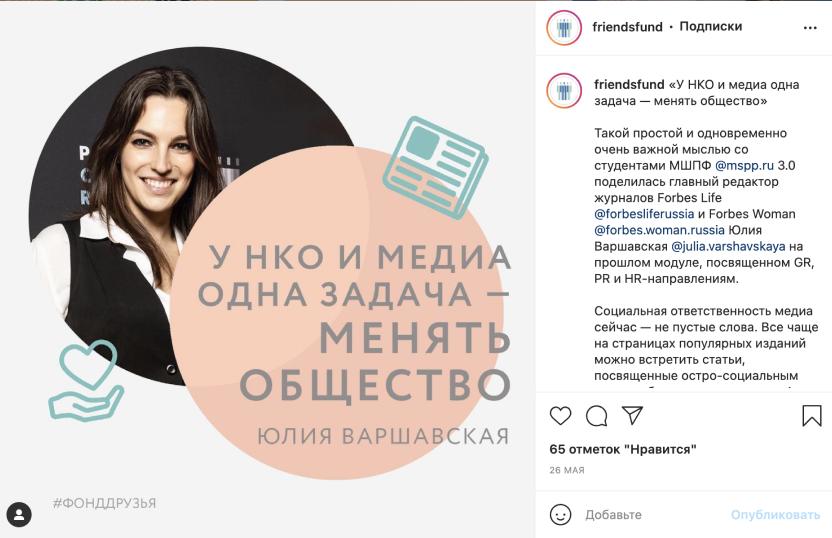 У НКО И МЕДИА
ОДНА ЗАДАЧА –
МЕНЯТЬ
ОБЩЕСТВО
ЮЛИЯ ВАРШАВСКАЯ
#ФОНДДРУЗЬЯ
friendsfund • Подписки
friendsfund «У НКО и медиа одна
задача — менять общество»
Такой простой и одновременно
очень важной мыслью со
студентами МШПФ @mspp.ru 3.0
поделилась главный редактор
журналов Forbes Life
@forbesliferussia и Forbes Woman
@forbes.woman.russia Юлия
Варшавская @julia.varshavskaya на
прошлом модуле, посвященном GR,
PR и HR-направлениям.
Социальная ответственность медиа
сейчас — не пустые слова. Все чаще
на страницах популярных изданий
можно встретить статьи,
посвященные остро-социальным
65 отметок "Нравится"
26 МАЯ
Добавьте
Опубликовать